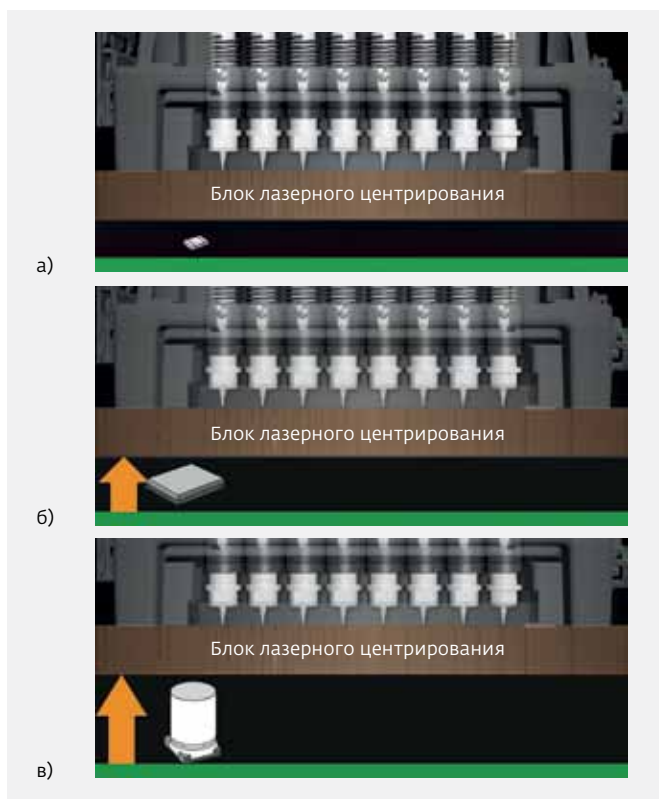 Блок лазерного центрирования
а)
Блок лазерного центрирования
б)
Блок лазерного центрирования
в)